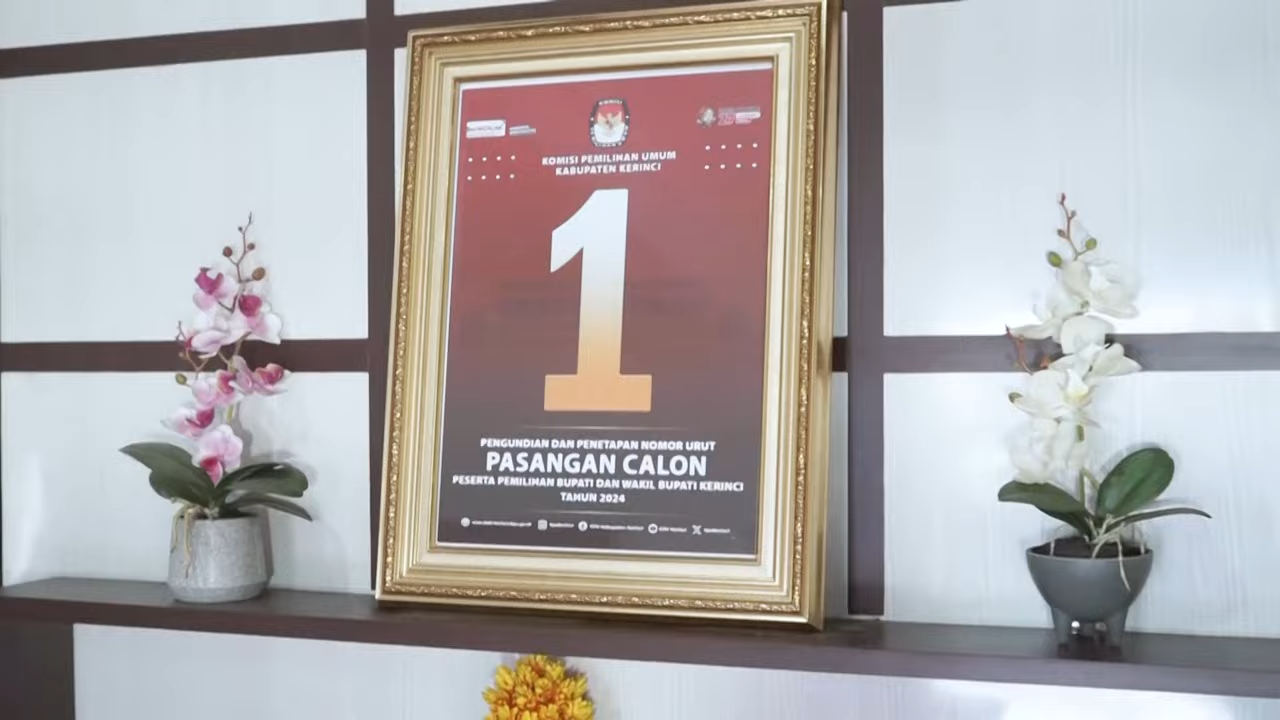 KOMISI PEMILIHAN UMUM
KABUPATEN KERINCI
1
PENGUNDIAN DAN PENETAPAN NOMOR URUT
PASANGAN CALON
PESERTA PEMILIHAN BUPATI DAN WAKIL BUPATI KERINCI
TAHUN 2024